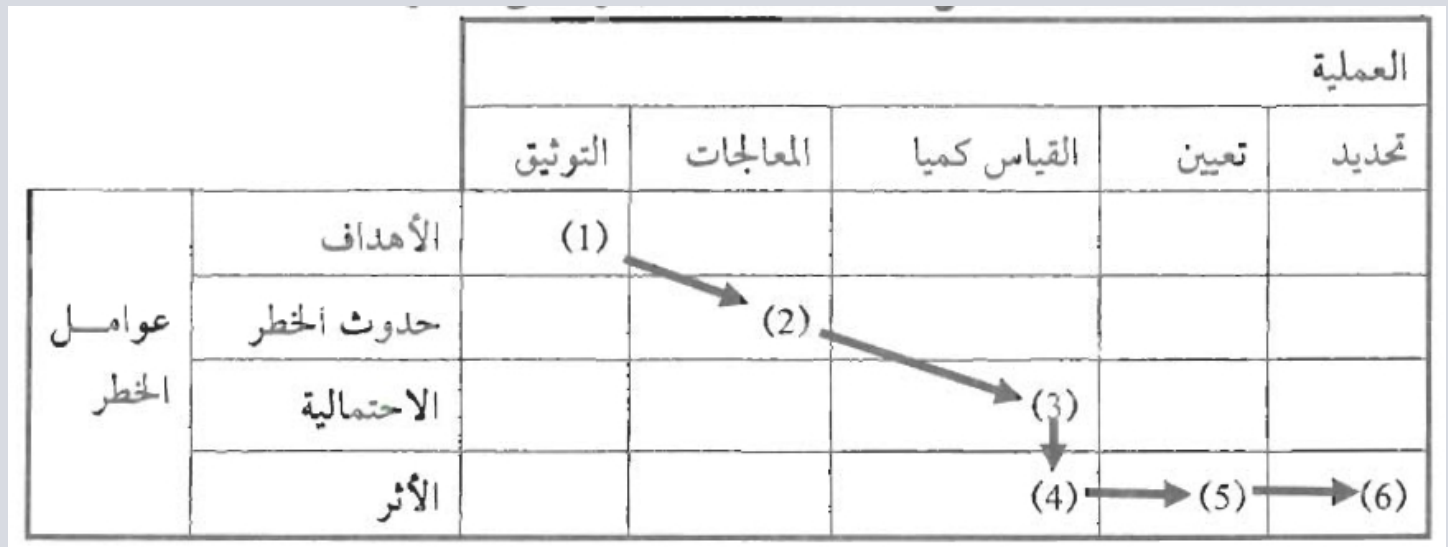 العملية
تحديد تعيين القياس كميا المعالجات التوثيق
عوامل الخطر
الأهداف (1)
حدوث الخطر (2)
الاحتمالية (3)
الأثر (4) (5) (6)